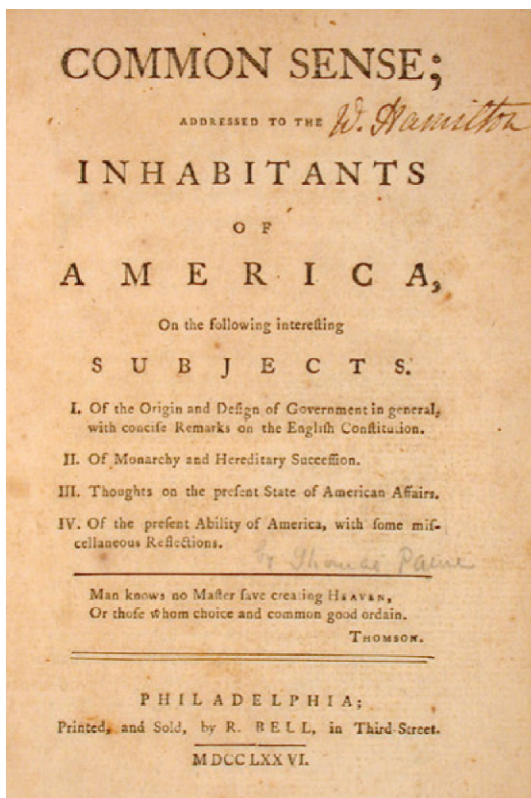 COMMON SENSE;
ADDRESSED TO THE W. Hamilton
INHABITANTS
OF
AMERICA,
On the following intereſting
SUBJECTS.
I. Of the Origin and Deſign of Government in general,
with conciſe Remarks on the Engliſh Conſtitution.
II. Of Monarchy and Hereditary Succeſſion.
III. Thoughts on the preſent State of American Affairs.
IV. Of the preſent Ability of America, with ſome miſ-
cellaneous Reflections.
by Thomas Paine
Man knows no Maſter ſave creating HEAVEN,
Or thoſe whom choice and common good ordain.
THOMSON.
PHILADELPHIA;
Printed, and Sold, by R. BELL, in Third-Street.
MDCCLXXVI.